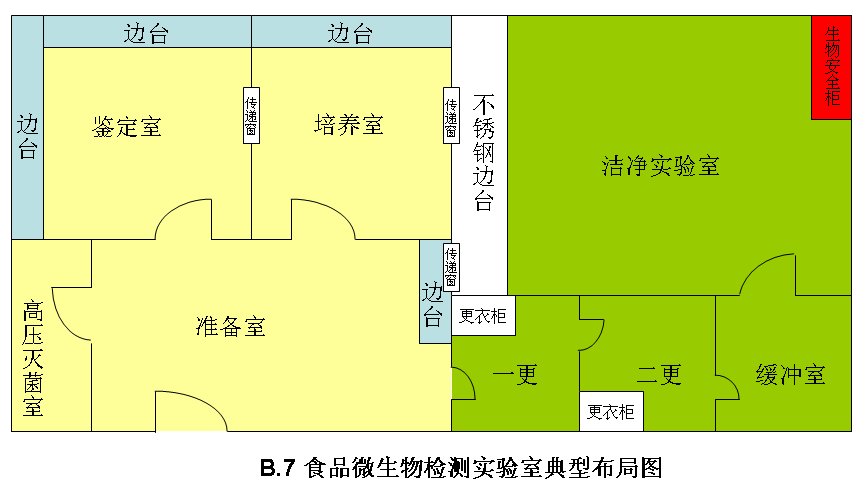 边台
边台
生物安全柜
边台
鉴定室
传递窗
培养室
传递窗
不锈钢边台
洁净实验室
传递窗
高压灭菌室
准备室
边台
更衣柜
一更
二更
缓冲室
更衣柜
B.7 食品微生物检测实验室典型布局图